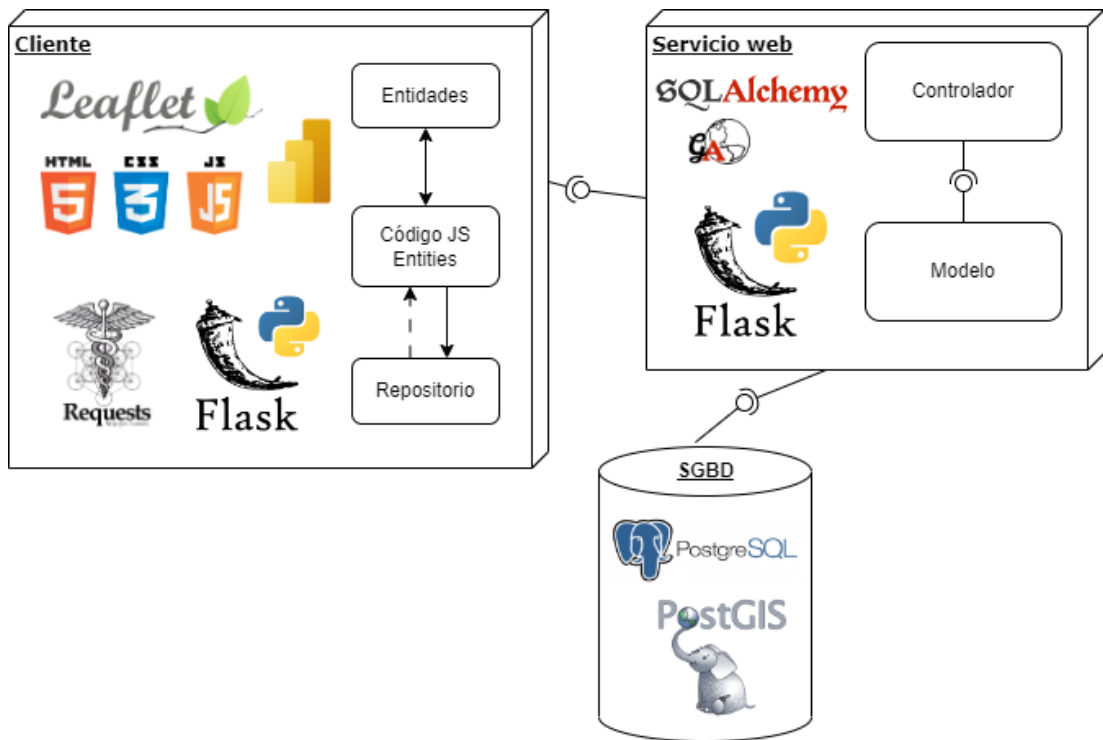 Cliente
Leaflet
HTML
5
CSS
3
JS
JS
Entidades
Código JS
Entities
Repositorio
Requests
Flask
Servicio web
SQLAlchemy
GA
Flask
Controlador
Modelo
SGBD
PostgreSQL
PostGIS